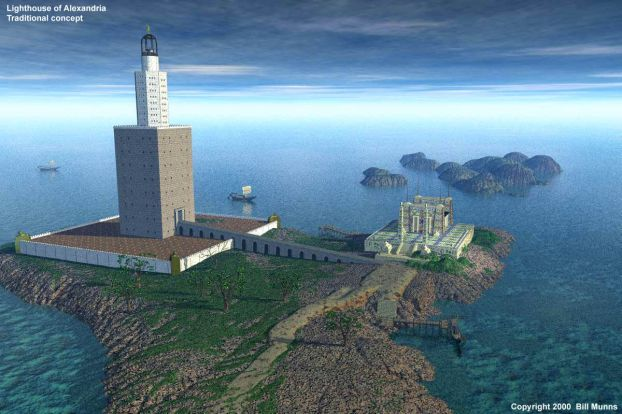 Lighthouse of Alexandria
Traditional concept
Copyright 2000 Bill Munns